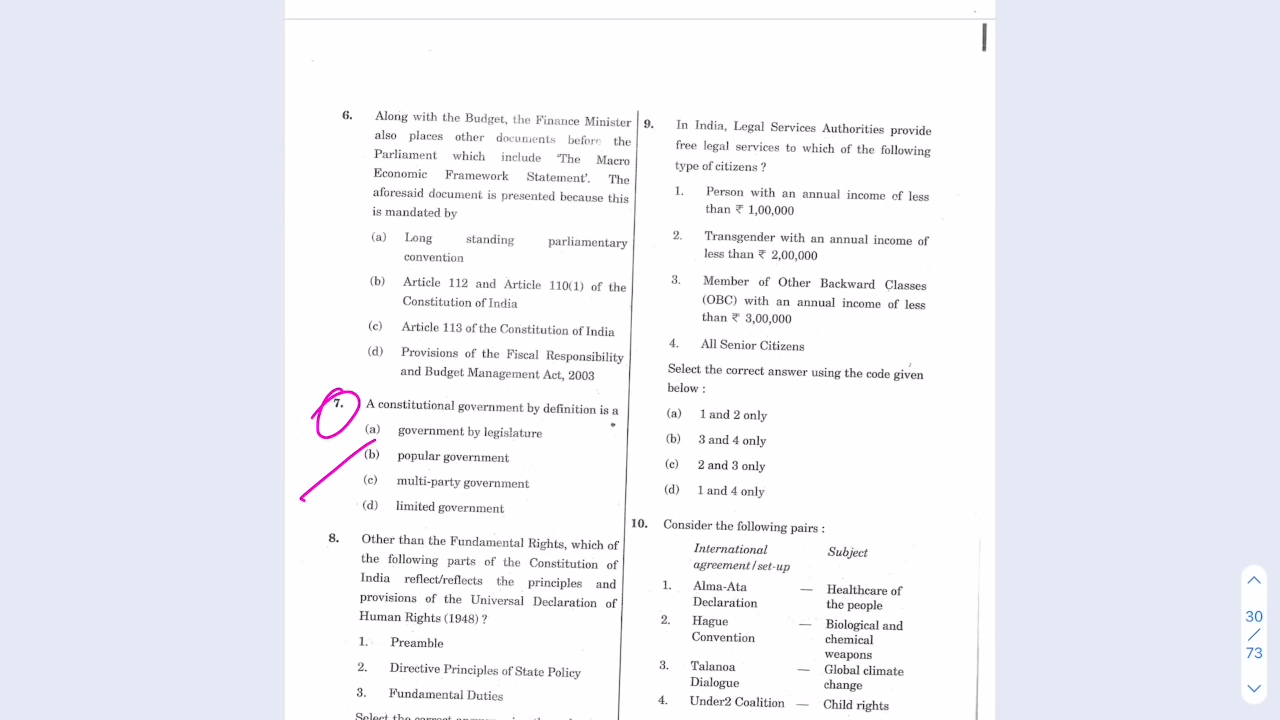 6. Along with the Budget, the Finance Minister
also places other documents before the
Parliament which include 'The Macro
Economic Framework Statement'. The
aforesaid document is presented because this
is mandated by
(a) Long standing parliamentary
convention
(b) Article 112 and Article 110(1) of the
Constitution of India
(c) Article 113 of the Constitution of India
(d) Provisions of the Fiscal Responsibility
and Budget Management Act, 2003
7. A constitutional government by definition is a
(a) government by legislature
(b) popular government
(c) multi-party government
(d) limited government
8. Other than the Fundamental Rights, which of
the following parts of the Constitution of
India reflect/reflects the principles and
provisions of the Universal Declaration of
Human Rights (1948) ?
1. Preamble
2. Directive Principles of State Policy
3. Fundamental Duties
Select the correct
9. In India, Legal Services Authorities provide
free legal services to which of the following
type of citizens ?
1. Person with an annual income of less
than ₹ 1,00,000
2. Transgender with an annual income of
less than ₹ 2,00,000
3. Member of Other Backward Classes
(OBC) with an annual income of less
than ₹ 3,00,000
4. All Senior Citizens
Select the correct answer using the code given
below :
(a) 1 and 2 only
(b) 3 and 4 only
(c) 2 and 3 only
(d) 1 and 4 only
10. Consider the following pairs :
International Subject
agreement/set-up
1. Alma-Ata — Healthcare of
Declaration the people
2. Hague — Biological and
Convention chemical
weapons
3. Talanoa — Global climate
Dialogue change
4. Under2 Coalition — Child rights
30
/
73